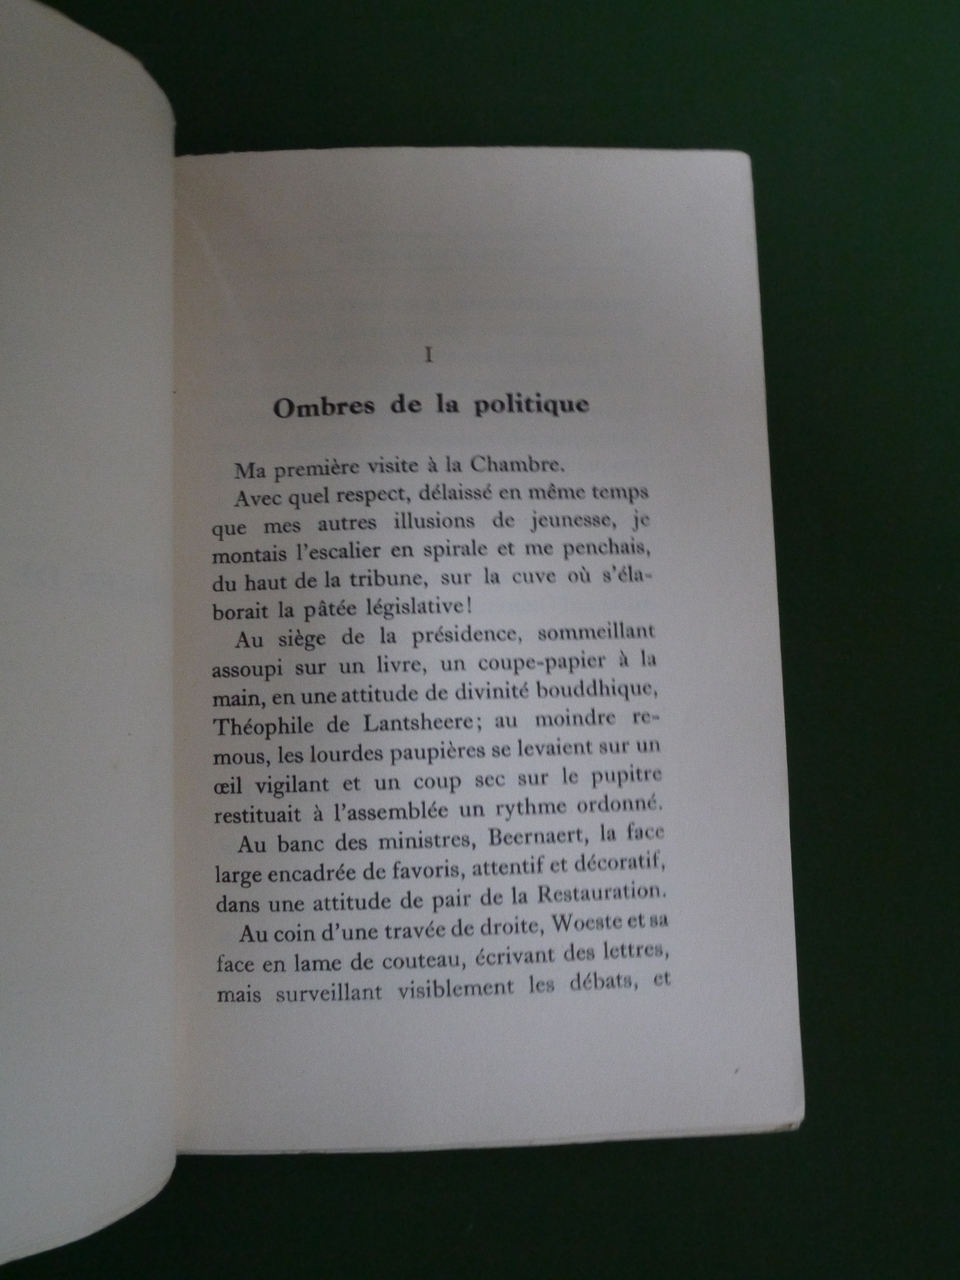 I
Ombres de la politique
Ma première visite à la Chambre.
Avec quel respect, délaissé en même temps
que mes autres illusions de jeunesse, je
montais l'escalier en spirale et me penchais,
du haut de la tribune, sur la cuve où s'éla-
borait la pâtée législative!
Au siège de la présidence, sommeillant
assoupi sur un livre, un coupe-papier à la
main, en une attitude de divinité bouddhique,
Théophile de Lantsheere; au moindre re-
mous, les lourdes paupières se levaient sur un
œil vigilant et un coup sec sur le pupitre
restituait à l'assemblée un rythme ordonné.
Au banc des ministres, Beernaert, la face
large encadrée de favoris, attentif et décoratif,
dans une attitude de pair de la Restauration.
Au coin d'une travée de droite, Woeste et sa
face en lame de couteau, écrivant des lettres,
mais surveillant visiblement les débats, et